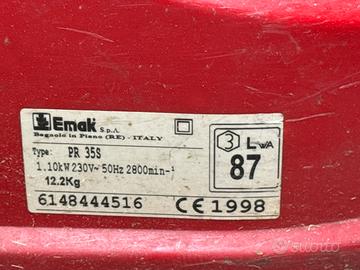 Emak S.p.A.
Bagnolo in Piano (RE) - ITALY
Type: PR 35S
1.10kW 230V~ 50Hz 2800min-¹
12.2Kg
6148444516 CE 1998
3 LWA
87
subito